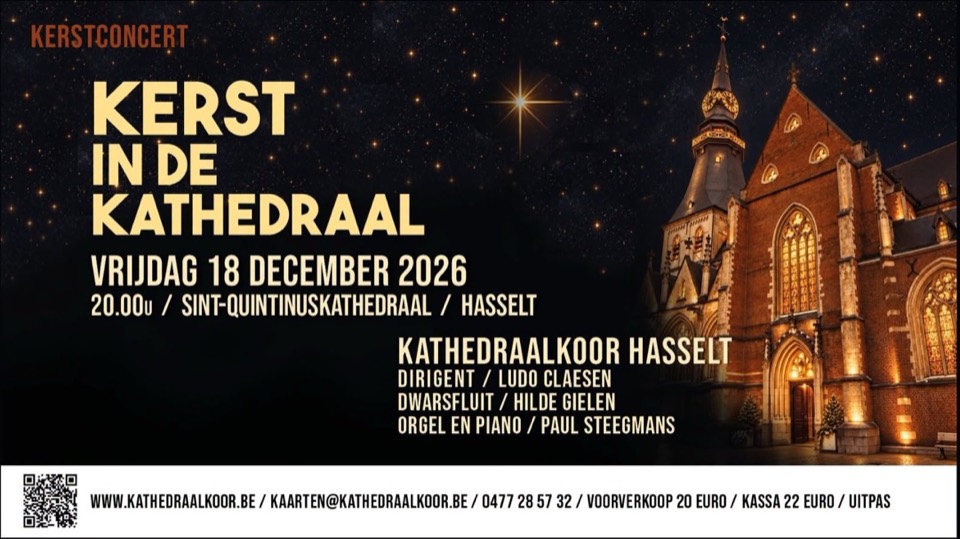 KERSTCONCERT
KERST
IN DE
KATHEDRAAL
VRIJDAG 18 DECEMBER 2026
20.00U / SINT-QUINTINUSKATHEDRAAL / HASSELT
KATHEDRAALKOOR HASSELT
DIRIGENT / LUDO CLAESEN
DWARSFLUIT / HILDE GIELEN
ORGEL EN PIANO / PAUL STEEGMANS
WWW.KATHEDRAALKOOR.BE / KAARTEN@KATHEDRAALKOOR.BE / 0477 28 57 32 / VOORVERKOOP 20 EURO / KASSA 22 EURO / UITPAS